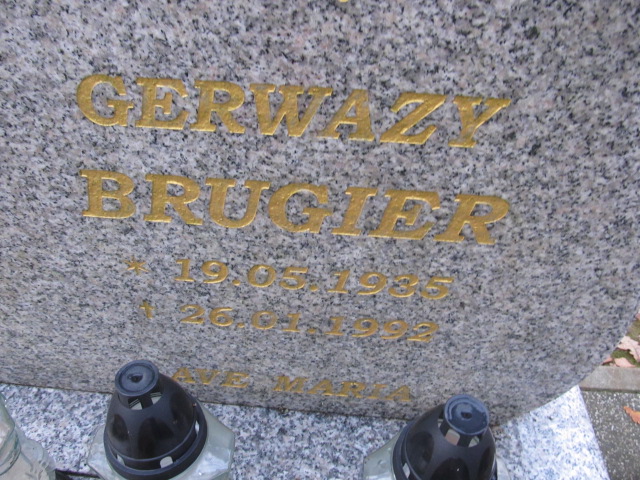 GERWAZY
BRUGIER
* 19.05.1935
† 26.01.1992
AVE MARIA